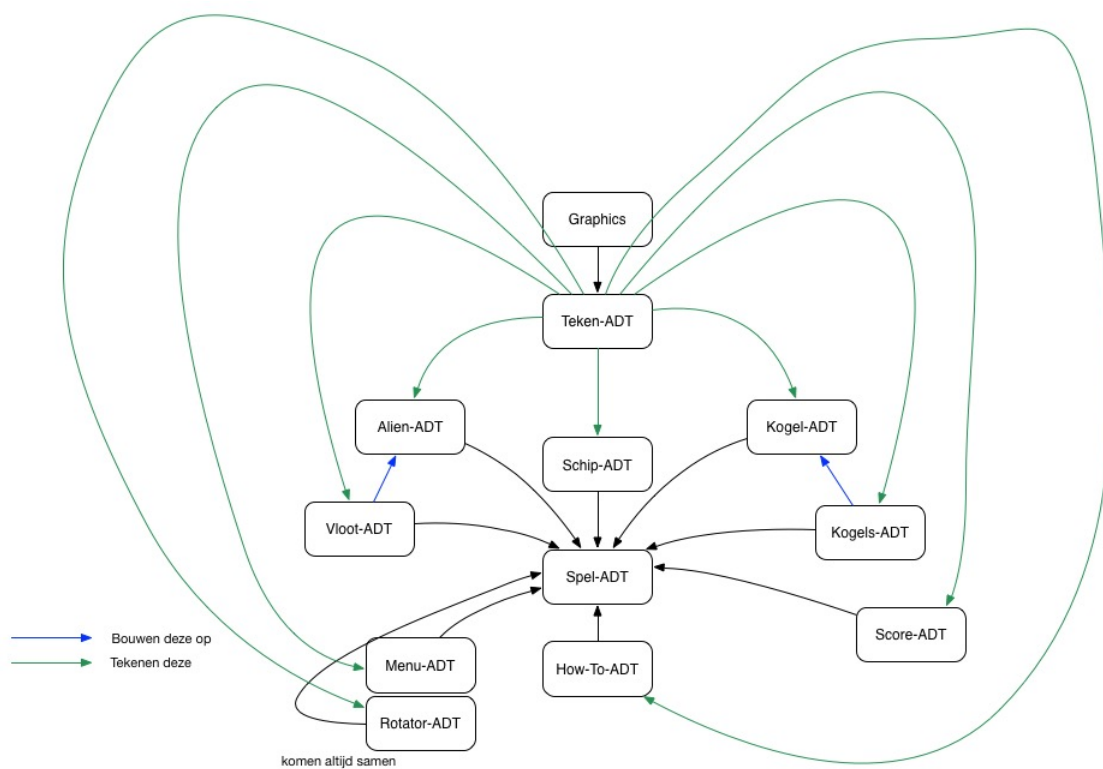 Graphics
Teken-ADT
Alien-ADT
Kogel-ADT
Schip-ADT
Vloot-ADT
Kogels-ADT
Spel-ADT
Score-ADT
Bouwen deze op
Tekenen deze
Menu-ADT
How-To-ADT
Rotator-ADT
komen altijd samen